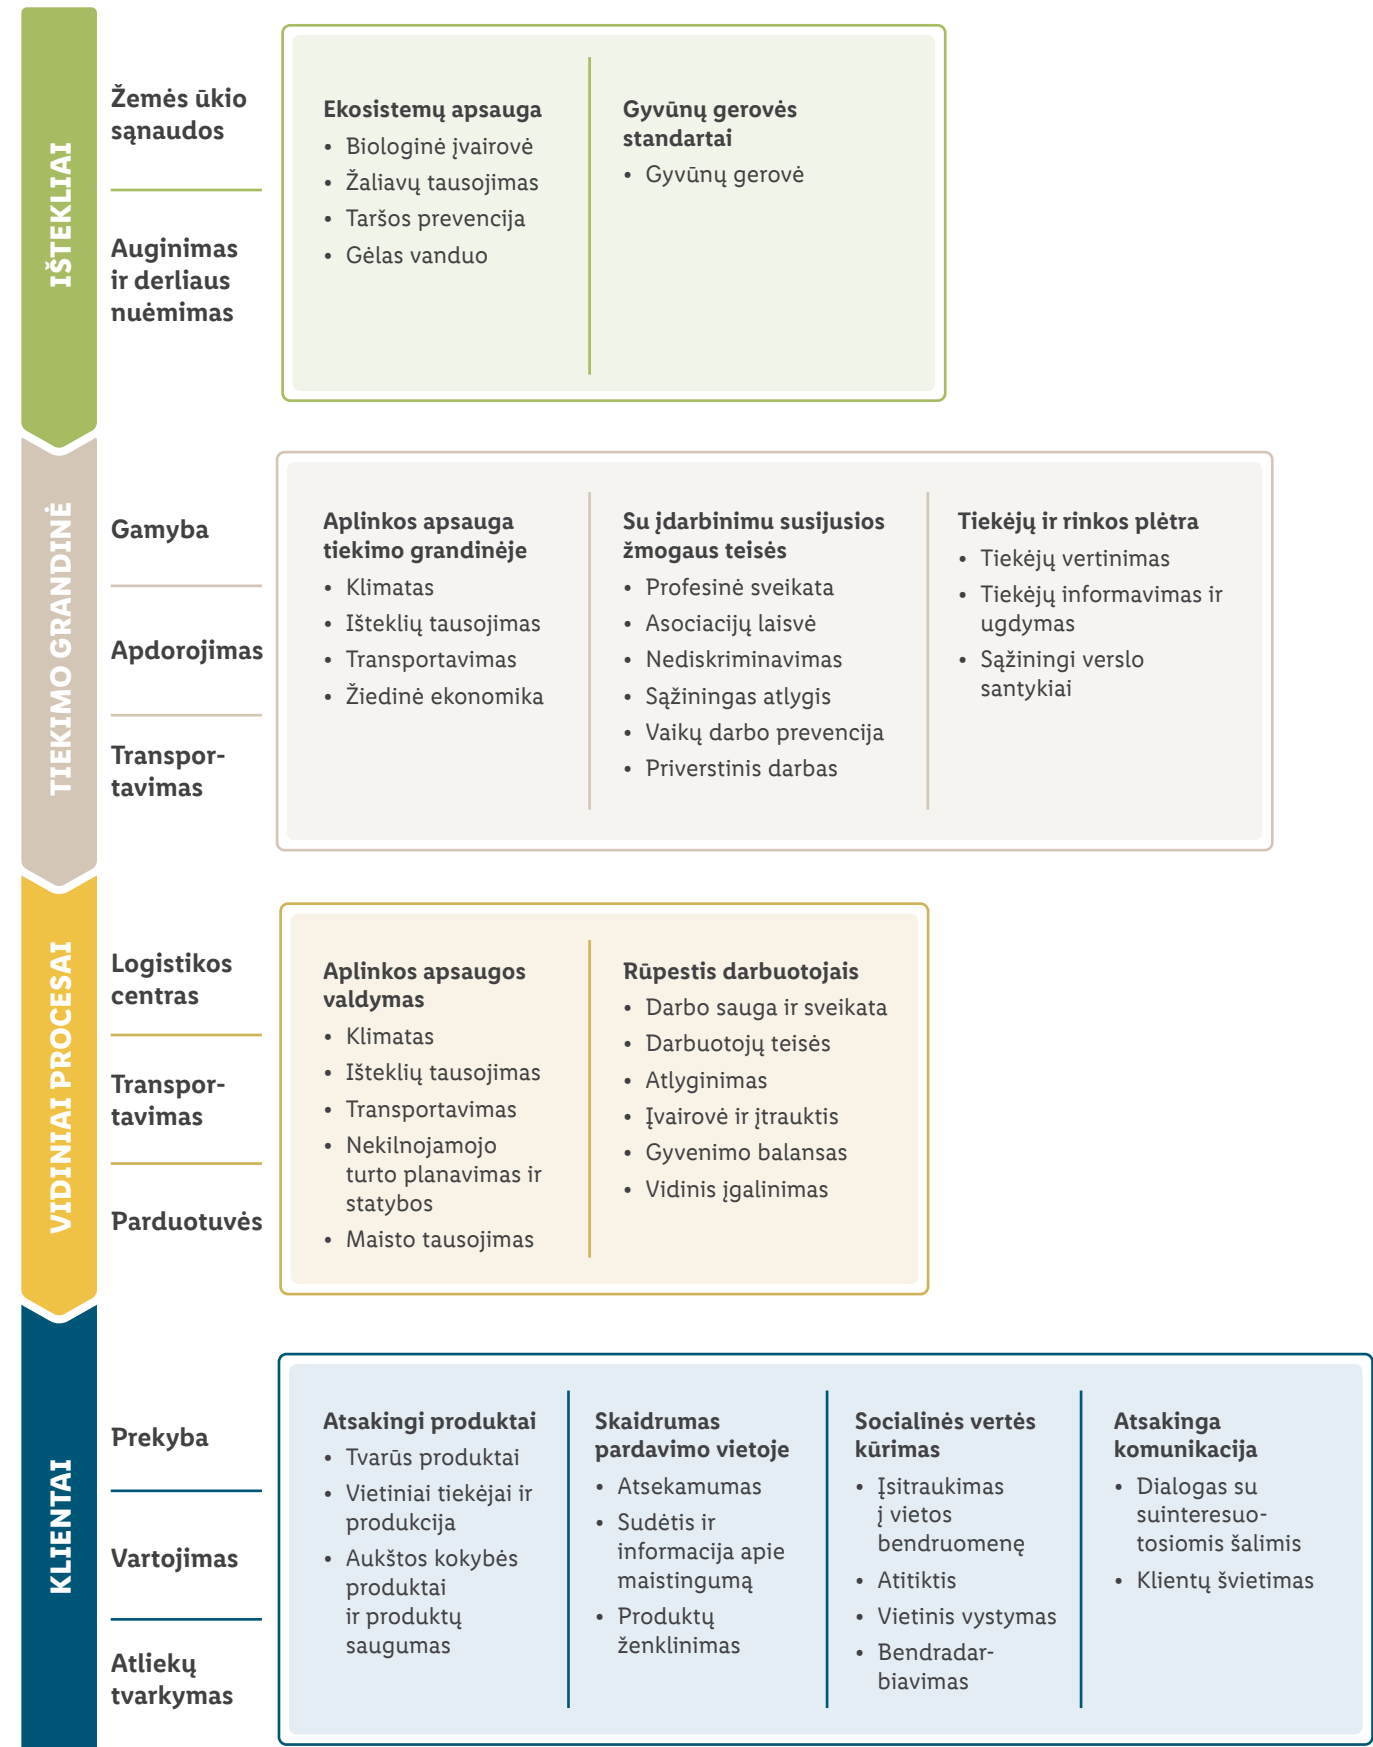 IŠTEKLIAI
Žemės ūkio
sąnaudos
Auginimas
ir derliaus
nuėmimas
Ekosistemų apsauga
• Biologinė įvairovė
• Žaliavų tausojimas
• Taršos prevencija
• Gėlas vanduo
Gyvūnų gerovės
standartai
• Gyvūnų gerovė
TIEKIMO GRANDINĖ
Gamyba
Apdorojimas
Transpor-
tavimas
Aplinkos apsauga
tiekimo grandinėje
• Klimatas
• Išteklių tausojimas
• Transportavimas
• Žiedinė ekonomika
Su įdarbinimu susijusios
žmogaus teisės
• Profesinė sveikata
• Asociacijų laisvė
• Nediskriminavimas
• Sąžiningas atlygis
• Vaikų darbo prevencija
• Priverstinis darbas
Tiekėjų ir rinkos plėtra
• Tiekėjų vertinimas
• Tiekėjų informavimas ir
ugdymas
• Sąžiningi verslo
santykiai
VIDINIAI PROCESAI
Logistikos
centras
Transpor-
tavimas
Parduotuvės
Aplinkos apsaugos
valdymas
• Klimatas
• Išteklių tausojimas
• Transportavimas
• Nekilnojamojo
turto planavimas ir
statybos
• Maisto tausojimas
Rūpestis darbuotojais
• Darbo sauga ir sveikata
• Darbuotojų teisės
• Atlyginimas
• Įvairovė ir įtrauktis
• Gyvenimo balansas
• Vidinis įgalinimas
KLIENTAI
Prekyba
Vartojimas
Atliekų
tvarkymas
Atsakingi produktai
• Tvarūs produktai
• Vietiniai tiekėjai ir
produkcija
• Aukštos kokybės
produktai
ir produktų
saugumas
Skaidrumas
pardavimo vietoje
• Atsekamumas
• Sudėtis ir
informacija apie
maistingumą
• Produktų
ženklinimas
Socialinės vertės
kūrimas
• Įsitraukimas
į vietos
bendruomenę
• Atitiktis
• Vietinis vystymas
• Bendradar-
biavimas
Atsakinga
komunikacija
• Dialogas su
suinteresuo-
tosiomis šalimis
• Klientų švietimas